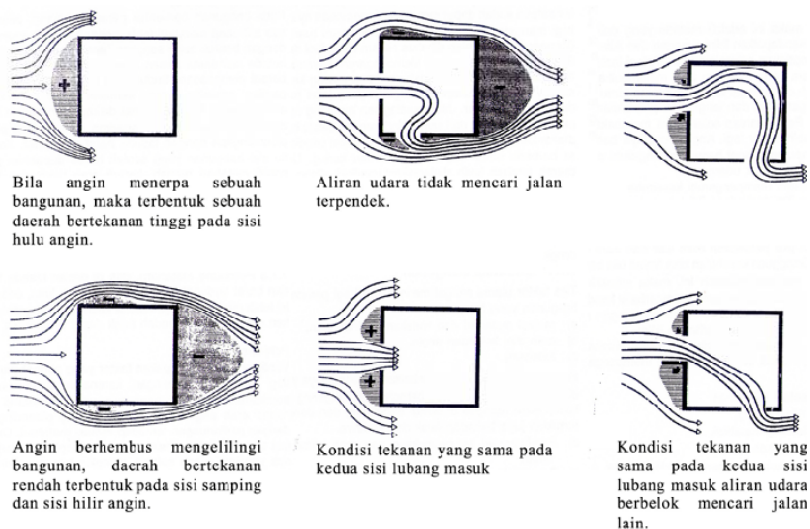 Bila angin menerpa sebuah
bangunan, maka terbentuk sebuah
daerah bertekanan tinggi pada sisi
hulu angin.
Aliran udara tidak mencari jalan
terpendek.
Angin berhembus mengelilingi
bangunan, daerah bertekanan
rendah terbentuk pada sisi samping
dan sisi hilir angin.
Kondisi tekanan yang sama pada
kedua sisi lubang masuk
Kondisi tekanan yang
sama pada kedua sisi
lubang masuk aliran udara
berbelok mencari jalan
lain.